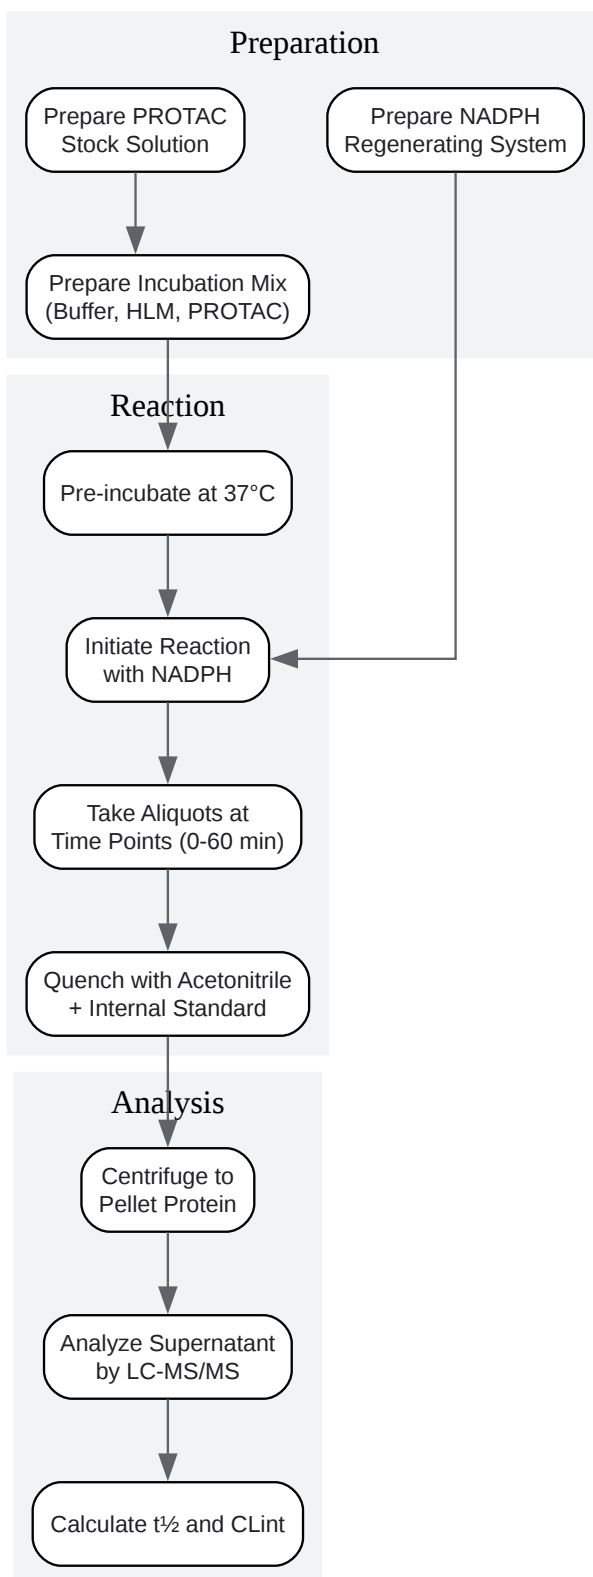 Preparation
Prepare PROTAC
Stock Solution
Prepare NADPH
Regenerating System
Prepare Incubation Mix
(Buffer, HLM, PROTAC)
Reaction
Pre-incubate at 37°C
Initiate Reaction
with NADPH
Take Aliquots at
Time Points (0-60 min)
Quench with Acetonitrile
+ Internal Standard
Analysis
Centrifuge to
Pellet Protein
Analyze Supernatant
by LC-MS/MS
Calculate t½ and CLint